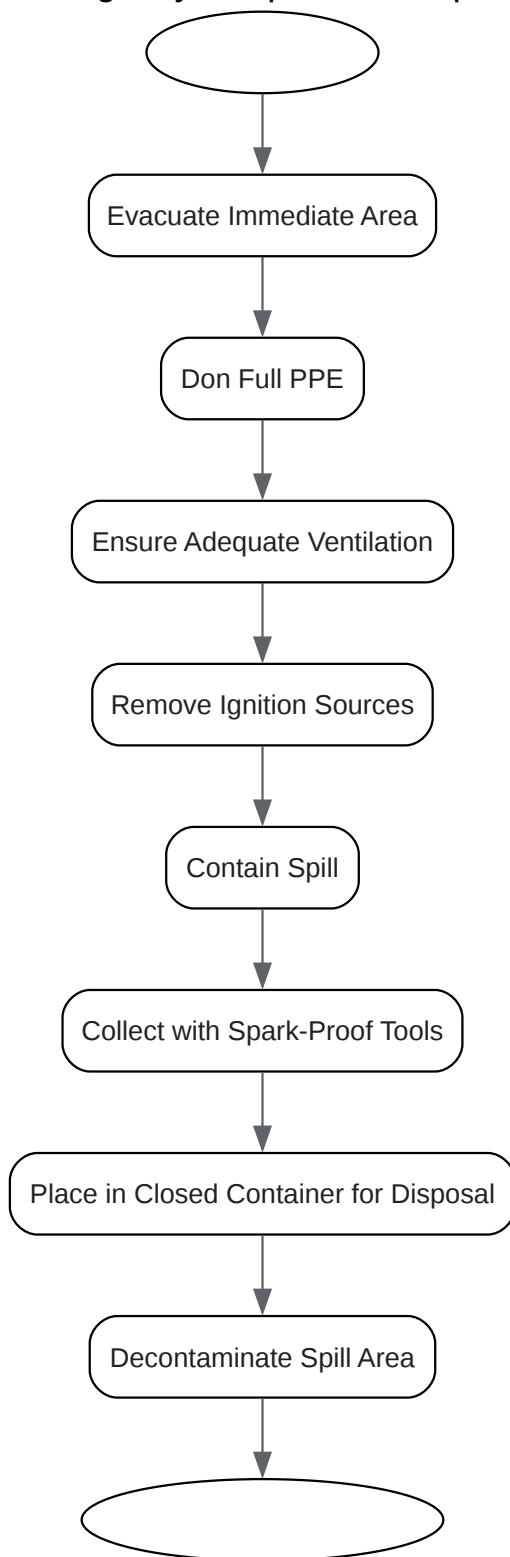 Evacuate Immediate Area
Don Full PPE
Ensure Adequate Ventilation
Remove Ignition Sources
Contain Spill
Collect with Spark-Proof Tools
Place in Closed Container for Disposal
Decontaminate Spill Area